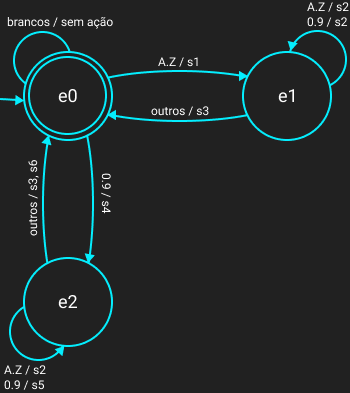 A.Z / s2
0.9 / s2
brancos / sem ação
A.Z / s1
e0
e1
outros / s3
outros / s3, s6
0.9 / s4
e2
A.Z / s2
0.9 / s5